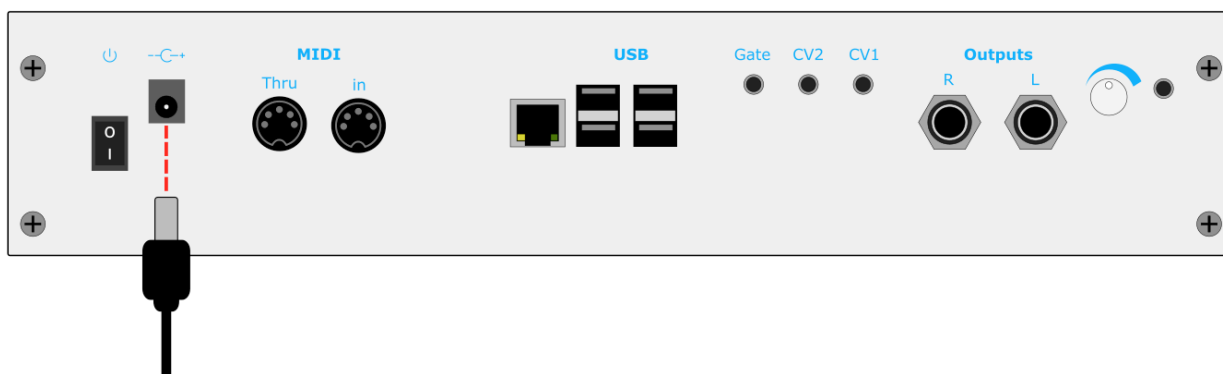 MIDI
Thru in
USB
Gate CV2 CV1
Outputs
R L
O
I